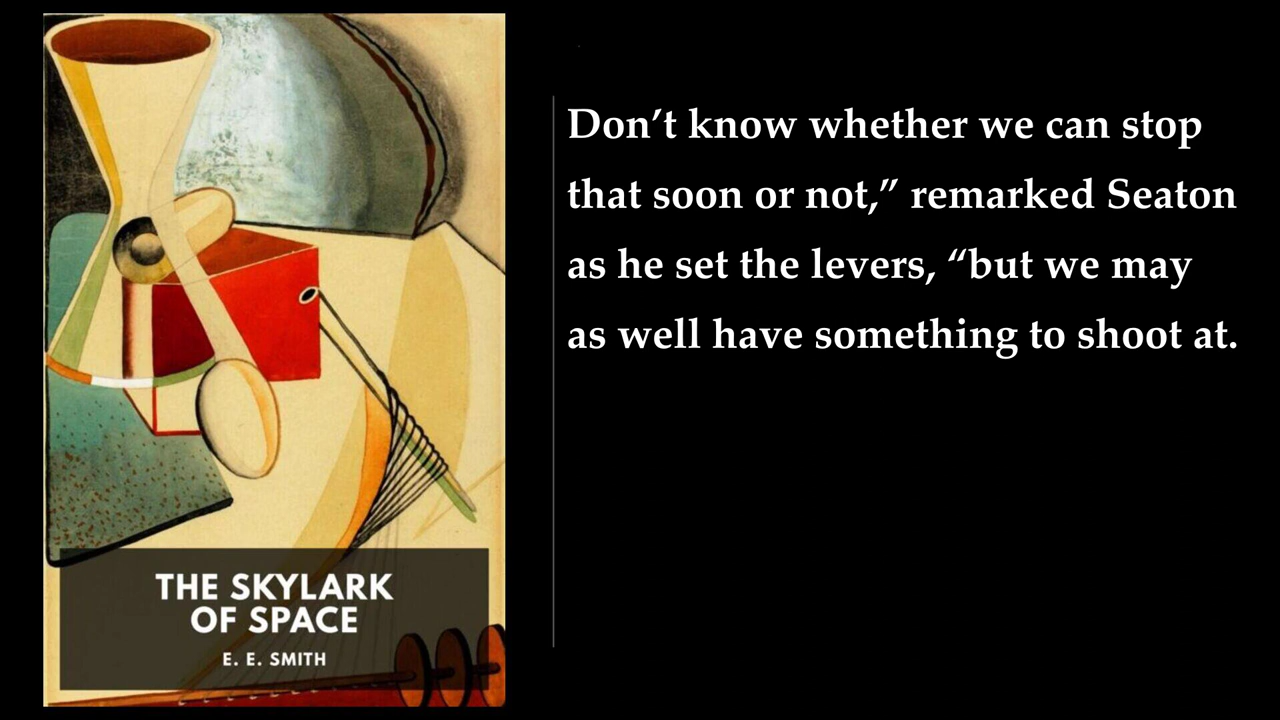 THE SKYLARK
OF SPACE
E. E. SMITH
Don’t know whether we can stop
that soon or not,” remarked Seaton
as he set the levers, “but we may
as well have something to shoot at.